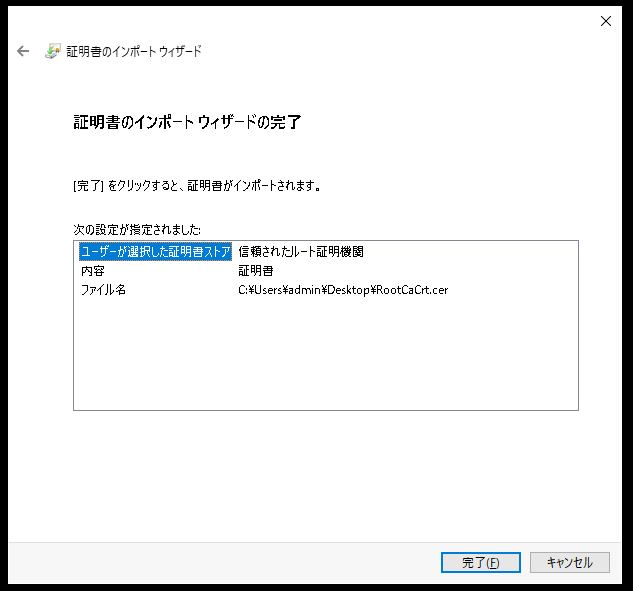 証明書のインポート ウィザード
証明書のインポート ウィザードの完了
[完了] をクリックすると、証明書がインポートされます。
次の設定が指定されました:
ユーザーが選択した証明書ストア 信頼されたルート証明機関
内容 証明書
ファイル名 C:¥Users¥admin¥Desktop¥RootCaCrt.cer
完了(F) キャンセル